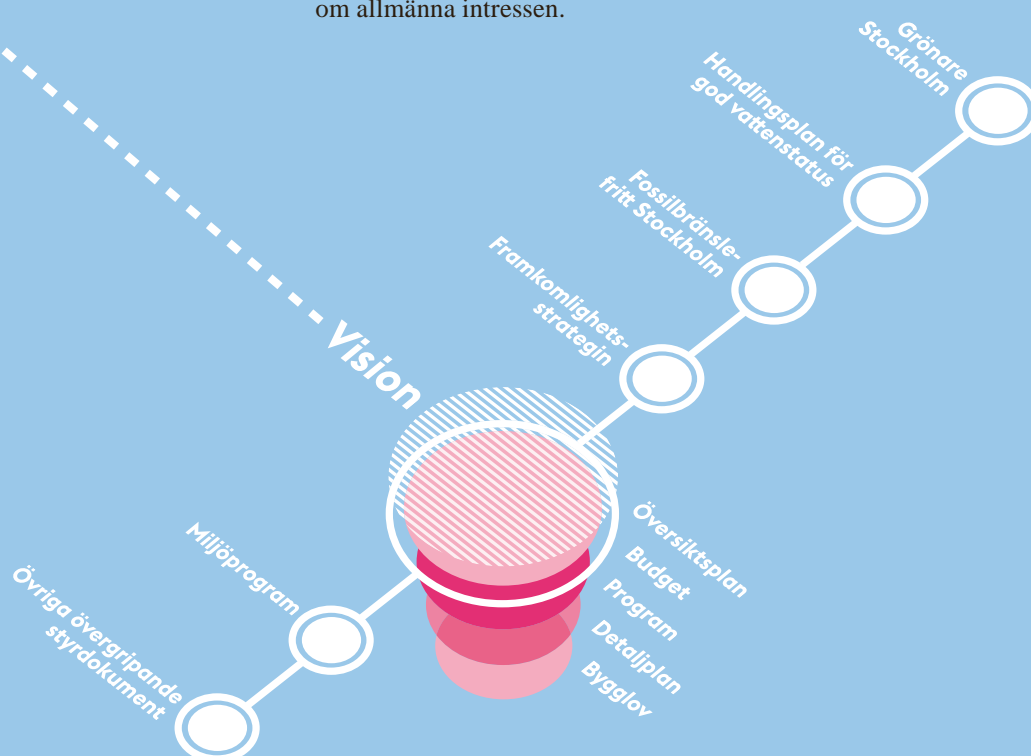 om allmänna intressen.
Grönare
Stockholm
Handlingsplan för
god vattenstatus
Fossilbränsle-
fritt Stockholm
Framkomlighets-
strategin
Vision
Översiktsplan
Budget
Program
Detaljplan
Bygglov
Miljöprogram
Övriga övergripande
styrdokument